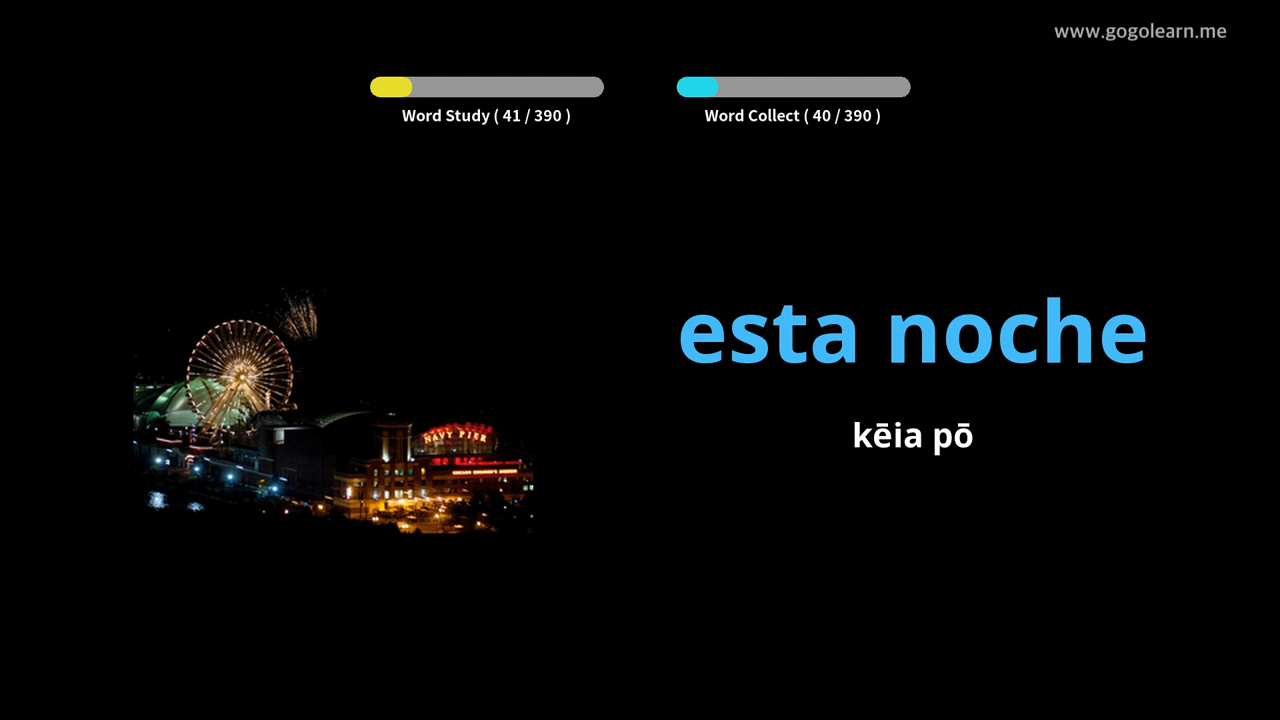 www.gogolearn.me
Word Study ( 41 / 390 )
Word Collect ( 40 / 390 )
esta noche
kēia pō
NAVY PIER